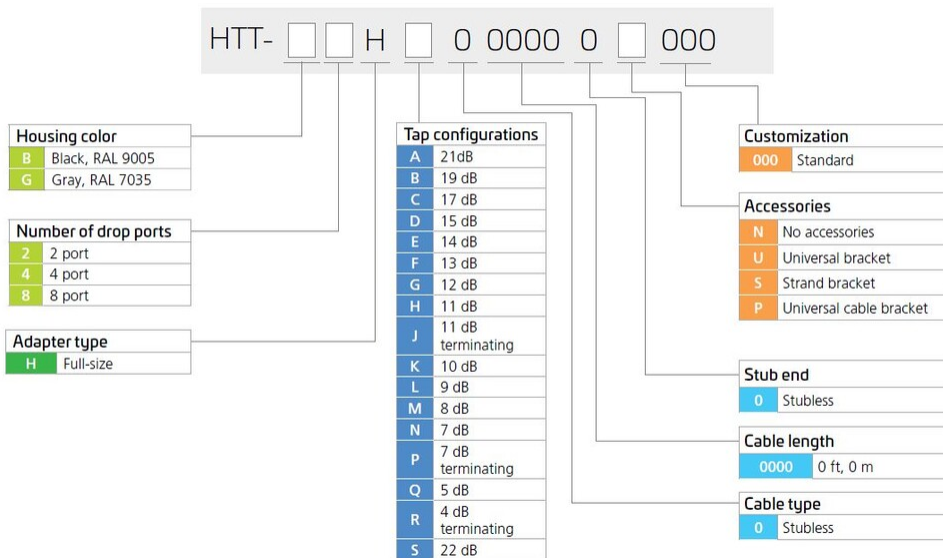 HTT- H 0 0000 0 000
Housing color
B Black, RAL 9005
G Gray, RAL 7035
Number of drop ports
2 2 port
4 4 port
8 8 port
Adapter type
H Full-size
Tap configurations
A 21dB
B 19 dB
C 17 dB
D 15 dB
E 14 dB
F 13 dB
G 12 dB
H 11 dB
J 11 dB
terminating
K 10 dB
L 9 dB
M 8 dB
N 7 dB
P 7 dB
terminating
Q 5 dB
R 4 dB
terminating
S 22 dB
Customization
000 Standard
Accessories
N No accessories
U Universal bracket
S Strand bracket
P Universal cable bracket
Stub end
0 Stubless
Cable length
0000 0 ft, 0 m
Cable type
0 Stubless